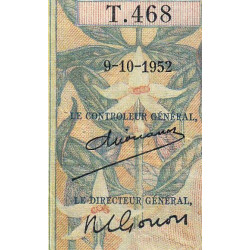 T.468
9-10-1952
LE CONTROLEUR GÉNÉRAL,
LE DIRECTEUR GÉNÉRAL,